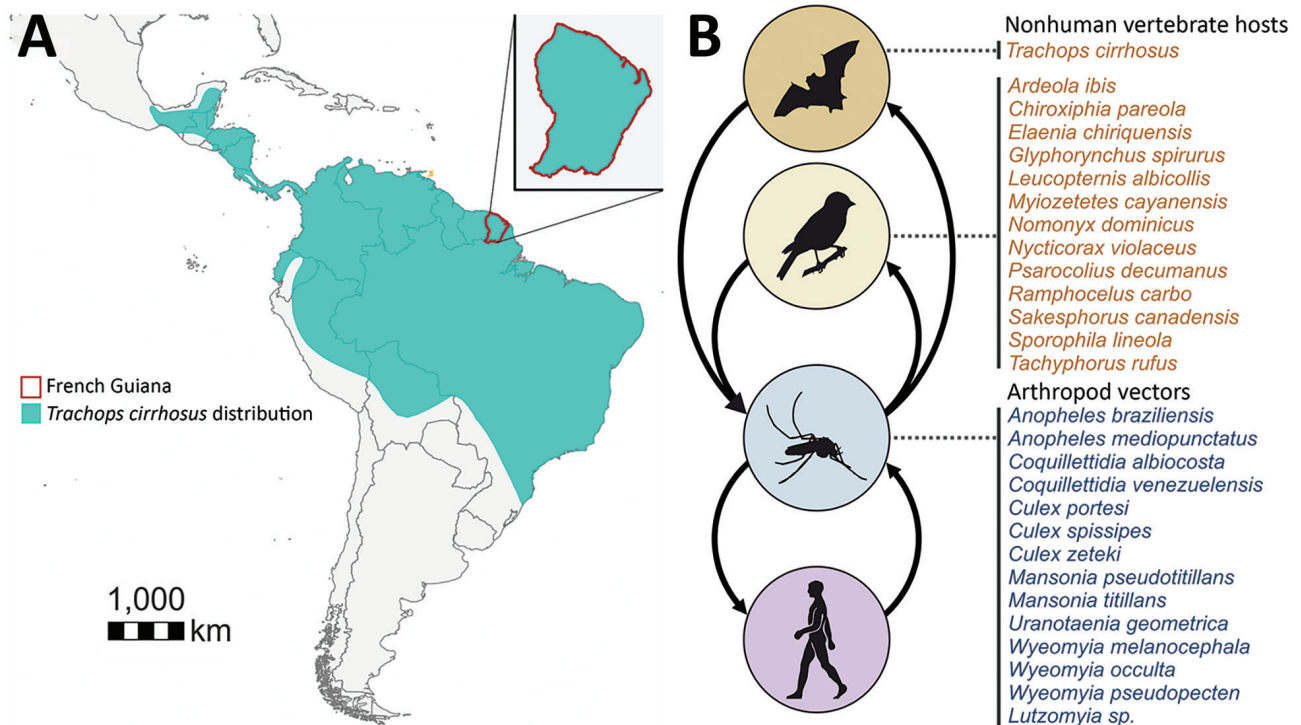 A
French Guiana
Trachops cirrhosus distribution
1,000
km
B
Nonhuman vertebrate hosts
Trachops cirrhosus
Ardeola ibis
Chiroxiphia pareola
Elaenia chiriquensis
Glyphorynchus spirurus
Leucopternis albicollis
Myiozetetes cayanensis
Nomonyx dominicus
Nycticorax violaceus
Psarocolius decumanus
Ramphocelus carbo
Sakesphorus canadensis
Sporophila lineola
Tachyphorus rufus
Arthropod vectors
Anopheles braziliensis
Anopheles mediopunctatus
Coquillettidia albiocosta
Coquillettidia venezuelensis
Culex portesi
Culex spissipes
Culex zeteki
Mansonia pseudotitillans
Mansonia titillans
Uranotaenia geometrica
Wyeomyia melanocephala
Wyeomyia occulta
Wyeomyia pseudopecten
Lutzomyia sp.